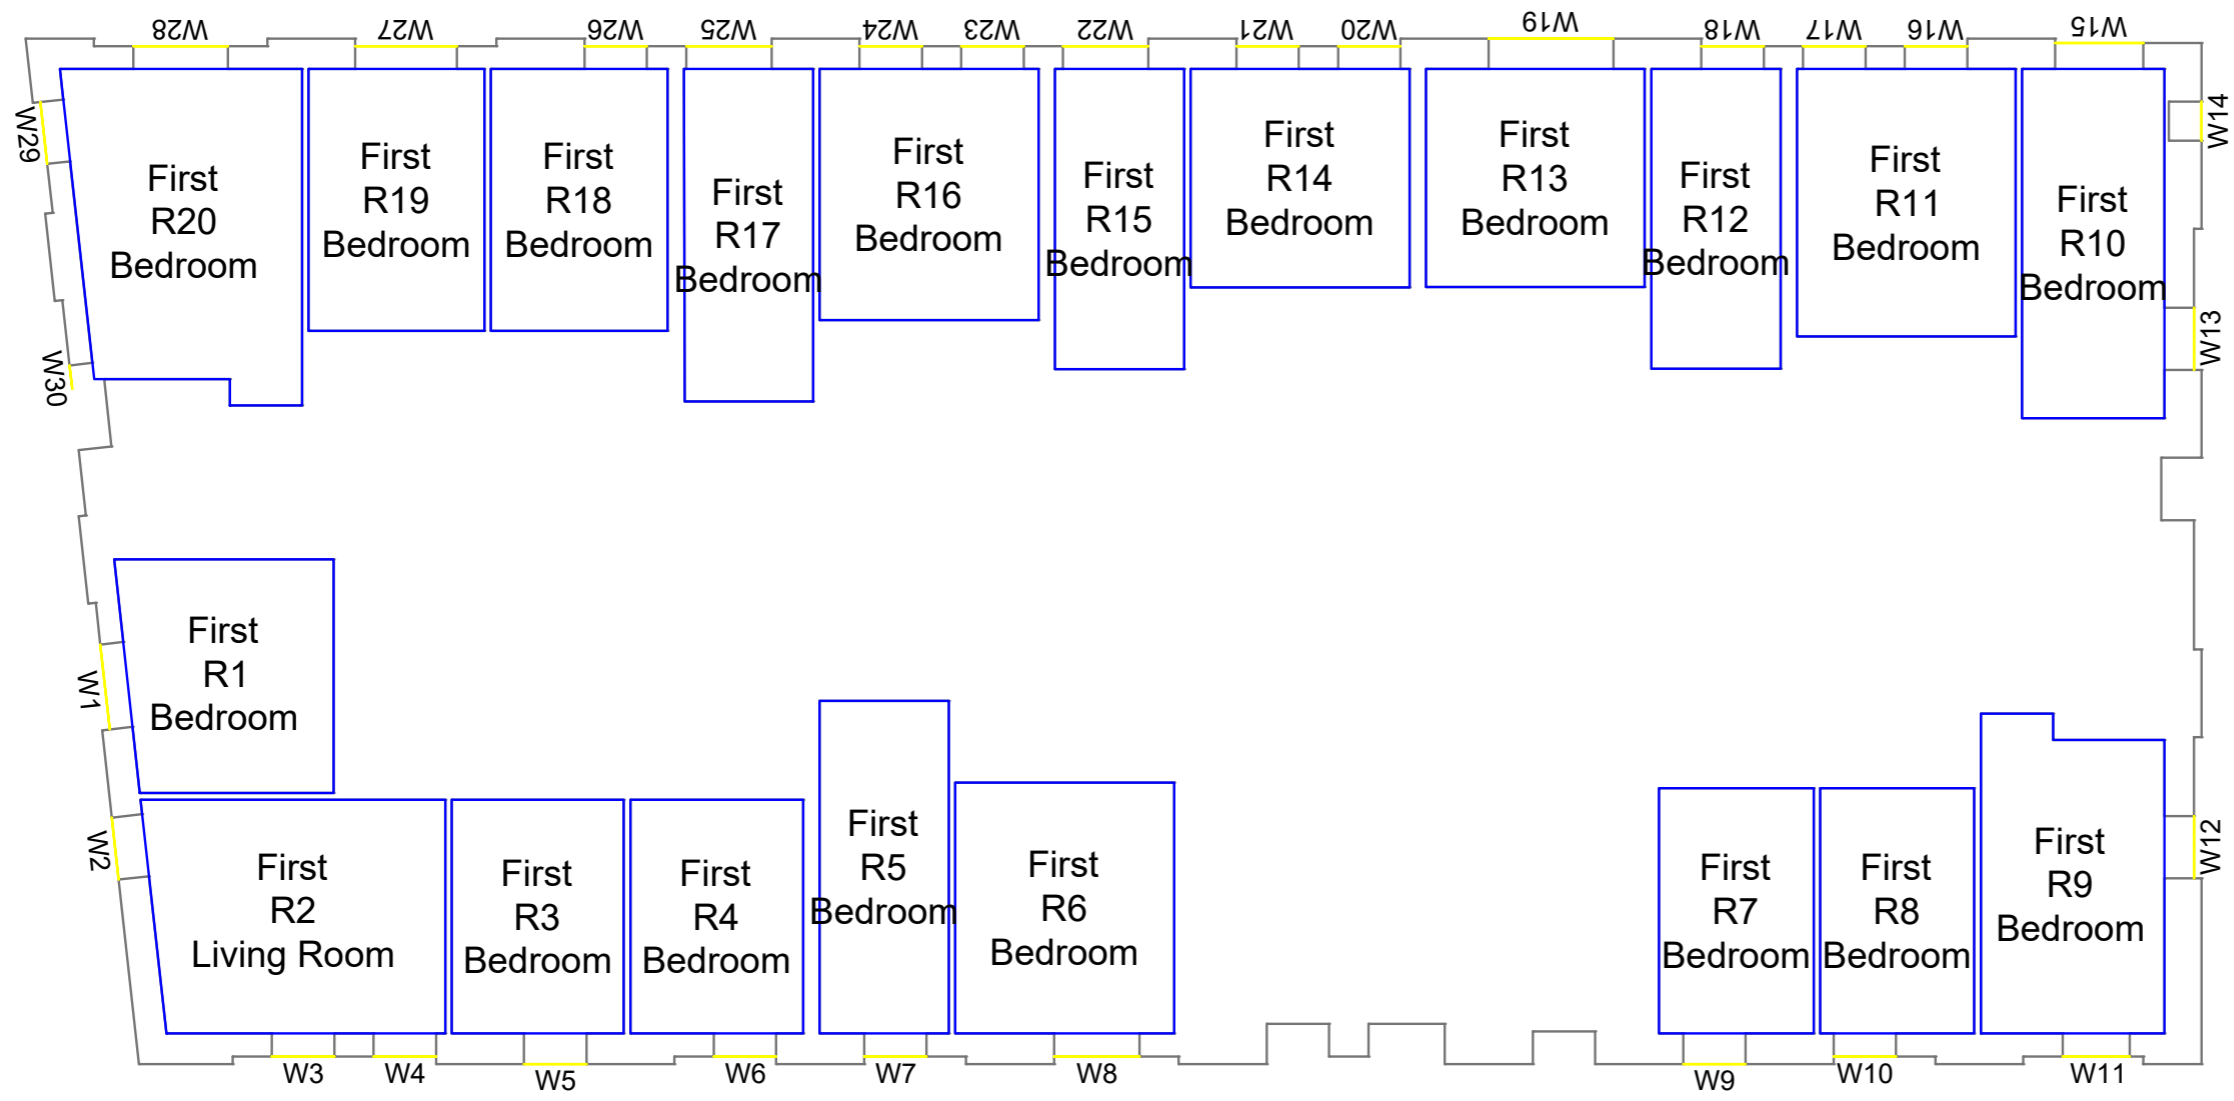 W28
W27
W26
W25
W24
W23
W22
W21
W20
W19
W18
W17
W16
W15
W29
W14
First
R20
Bedroom
First
R19
Bedroom
First
R18
Bedroom
First
R17
Bedroom
First
R16
Bedroom
First
R15
Bedroom
First
R14
Bedroom
First
R13
Bedroom
First
R12
Bedroom
First
R11
Bedroom
First
R10
Bedroom
W30
W13
First
R1
Bedroom
W1
W2
First
R2
Living Room
First
R3
Bedroom
First
R4
Bedroom
First
R5
Bedroom
First
R6
Bedroom
First
R7
Bedroom
First
R8
Bedroom
First
R9
Bedroom
W12
W3
W4
W5
W6
W7
W8
W9
W10
W11